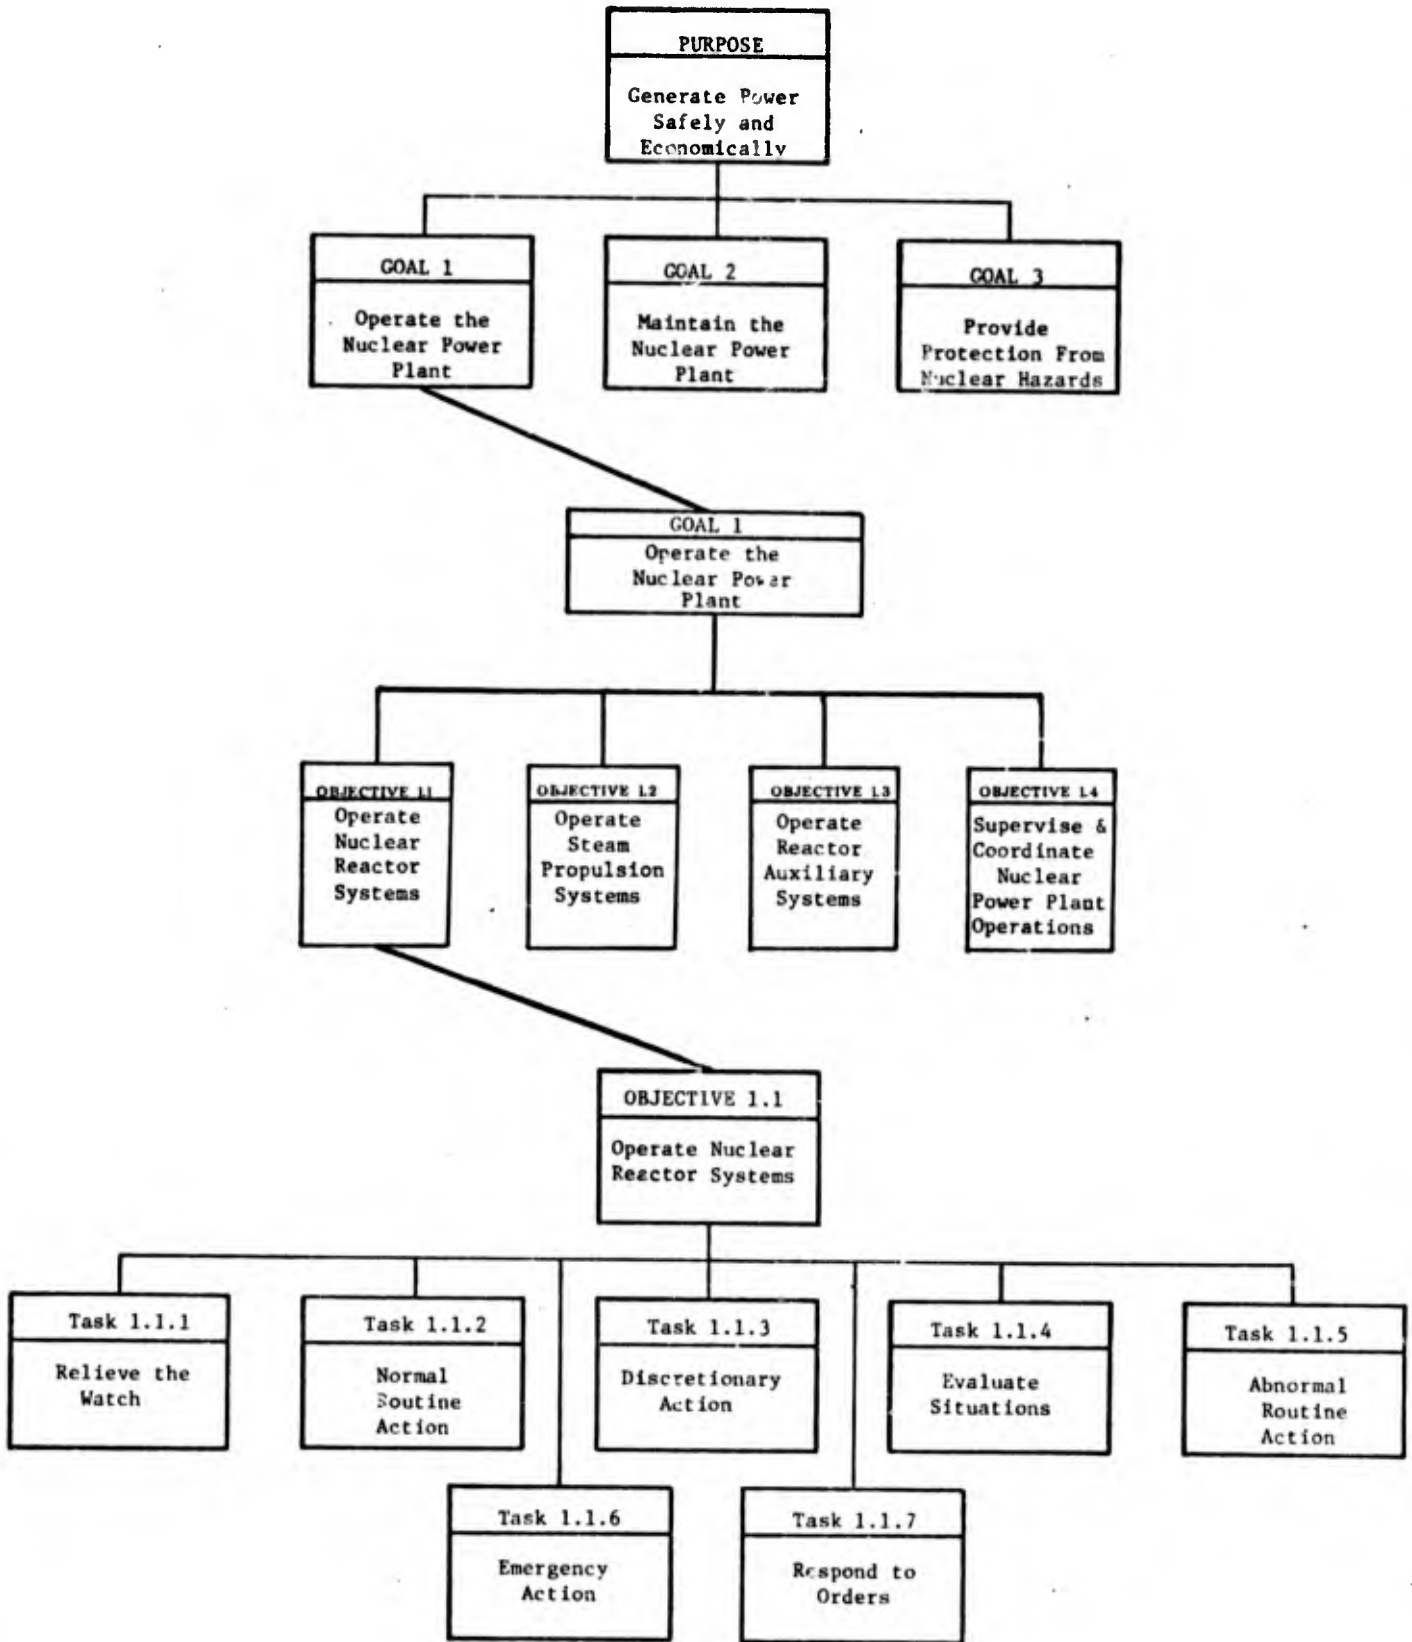 PURPOSE
Generate Power
Safely and
Economically
GOAL 1
Operate the
Nuclear Power
Plant
GOAL 2
Maintain the
Nuclear Power
Plant
GOAL 3
Provide
Protection From
Nuclear Hazards
GOAL 1
Operate the
Nuclear Power
Plant
OBJECTIVE 1.1
Operate
Nuclear
Reactor
Systems
OBJECTIVE 1.2
Operate
Steam
Propulsion
Systems
OBJECTIVE 1.3
Operate
Reactor
Auxiliary
Systems
OBJECTIVE 1.4
Supervise &
Coordinate
Nuclear
Power Plant
Operations
OBJECTIVE 1.1
Operate Nuclear
Reactor Systems
Task 1.1.1
Relieve the
Watch
Task 1.1.2
Normal
Routine
Action
Task 1.1.3
Discretionary
Action
Task 1.1.4
Evaluate
Situations
Task 1.1.5
Abnormal
Routine
Action
Task 1.1.6
Emergency
Action
Task 1.1.7
Respond to
Orders